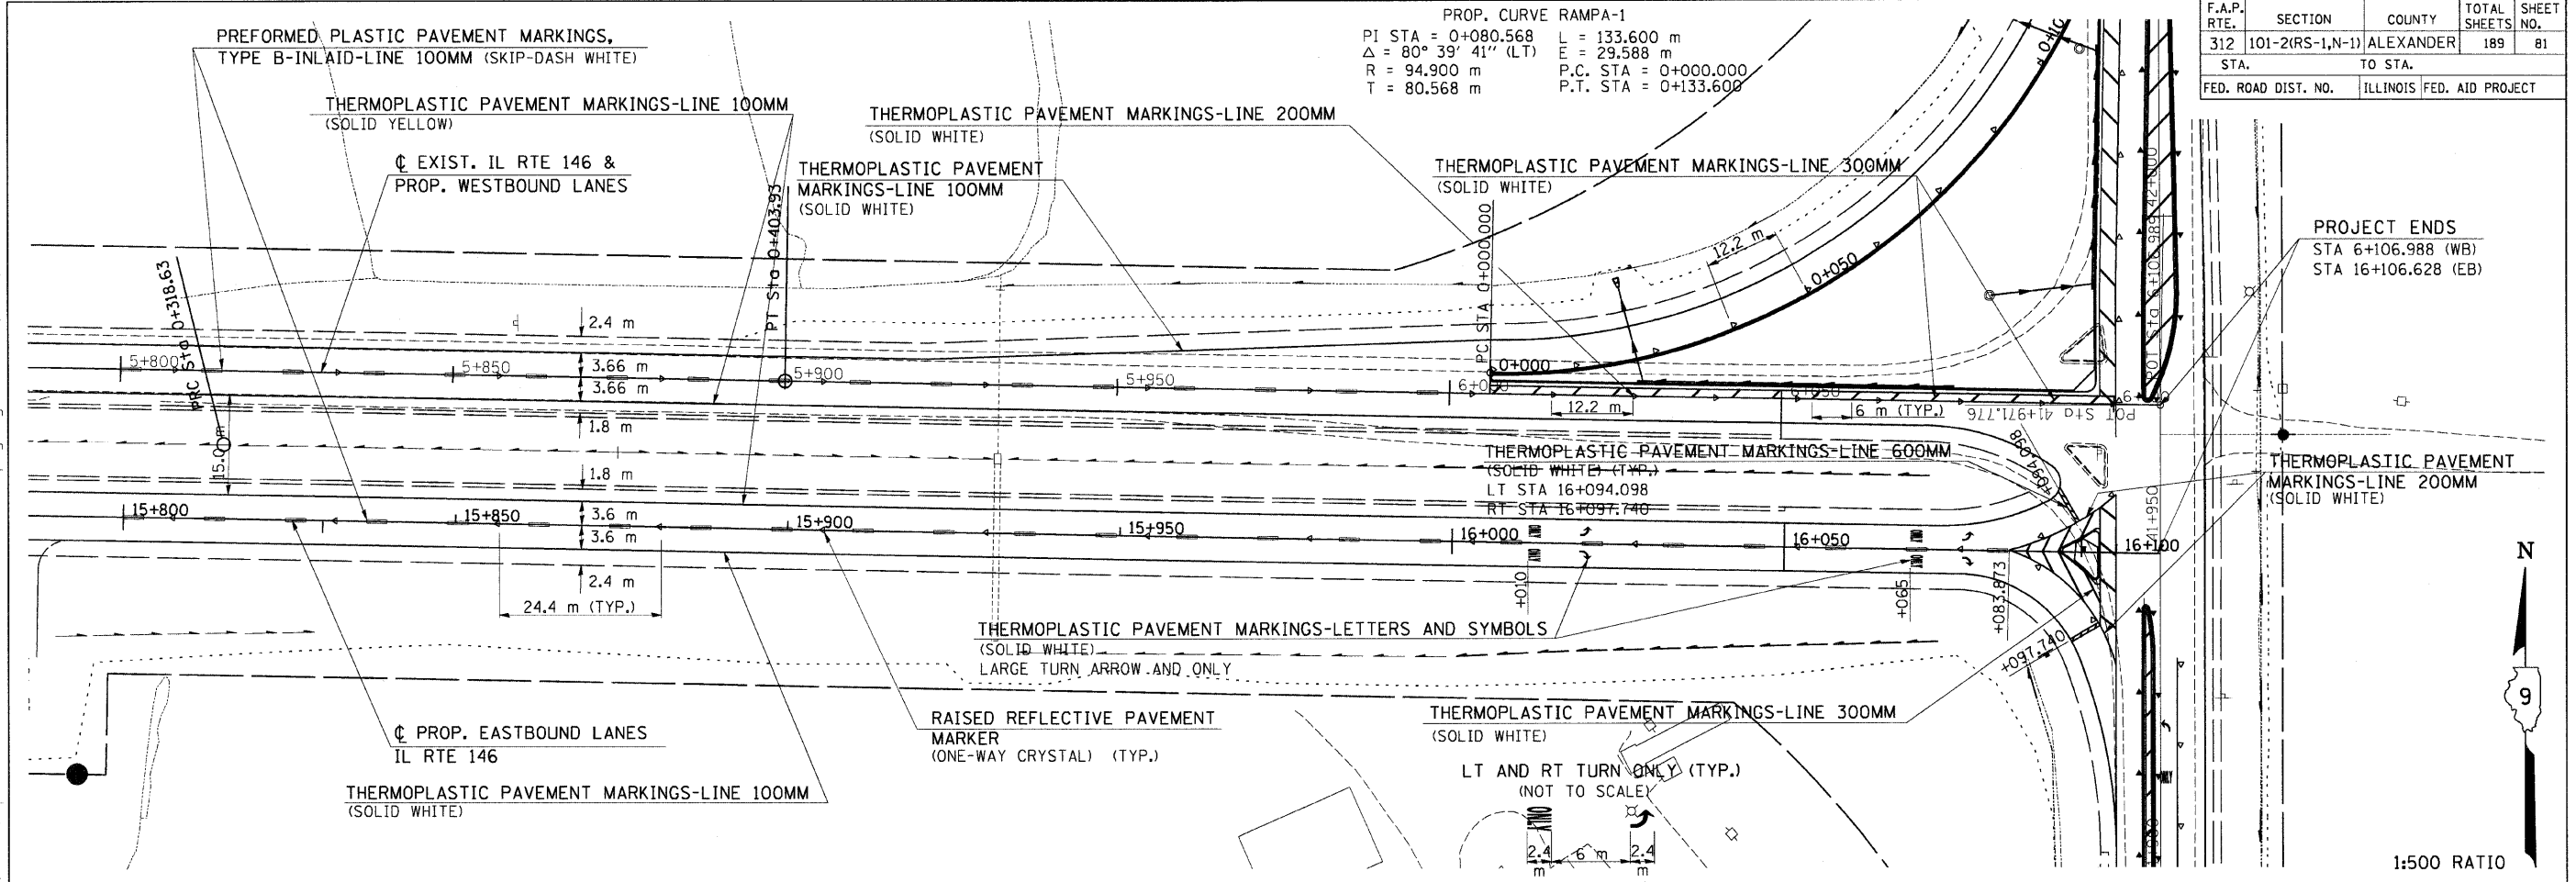 PREFORMED PLASTIC PAVEMENT MARKINGS,
TYPE B-INLAID-LINE 100MM (SKIP-DASH WHITE)
THERMOPLASTIC PAVEMENT MARKINGS-LINE 100MM
(SOLID YELLOW)
℄ EXIST. IL RTE 146 &
PROP. WESTBOUND LANES
THERMOPLASTIC PAVEMENT MARKINGS-LINE 200MM
(SOLID WHITE)
THERMOPLASTIC PAVEMENT
MARKINGS-LINE 100MM
(SOLID WHITE)
PROP. CURVE RAMPA-1
PI STA = 0+080.568 L = 133.600 m
Δ = 80° 39' 41'' (LT) E = 29.588 m
R = 94.900 m P.C. STA = 0+000.000
T = 80.568 m P.T. STA = 0+133.600
THERMOPLASTIC PAVEMENT MARKINGS-LINE 300MM
(SOLID WHITE)
F.A.P. RTE. SECTION COUNTY TOTAL SHEETS SHEET NO.
312 101-2(RS-1,N-1) ALEXANDER 189 81
STA. TO STA.
FED. ROAD DIST. NO. ILLINOIS FED. AID PROJECT
PROJECT ENDS
STA 6+106.988 (WB)
STA 16+106.628 (EB)
PRC Sta 0+318.63
PT Sta 0+403.93
PC STA 0+000.000
12.2 m
0+050
0+000
2.4 m
3.66 m
3.66 m
1.8 m
5+800
5+850
5+900
5+950
12.2 m
6 m (TYP.)
POT Sta 41+971.776
1.8 m
3.6 m
3.6 m
2.4 m
24.4 m (TYP.)
15+800
15+850
15+900
15+950
16+000
16+050
16+100
41+950
THERMOPLASTIC PAVEMENT MARKINGS-LINE 600MM
(SOLID WHITE) (TYP.)
LT STA 16+094.098
RT STA 16+097.740
+094.098
THERMOPLASTIC PAVEMENT
MARKINGS-LINE 200MM
(SOLID WHITE)
ONLY
ONLY
ONLY
ONLY
+010
+065
+083.873
+097.740
THERMOPLASTIC PAVEMENT MARKINGS-LETTERS AND SYMBOLS
(SOLID WHITE)
LARGE TURN ARROW AND ONLY
℄ PROP. EASTBOUND LANES
IL RTE 146
THERMOPLASTIC PAVEMENT MARKINGS-LINE 100MM
(SOLID WHITE)
RAISED REFLECTIVE PAVEMENT
MARKER
(ONE-WAY CRYSTAL) (TYP.)
THERMOPLASTIC PAVEMENT MARKINGS-LINE 300MM
(SOLID WHITE)
LT AND RT TURN ONLY (TYP.)
(NOT TO SCALE)
ONLY
2.4 m
6 m
2.4 m
ONLY
N
9
1:500 RATIO